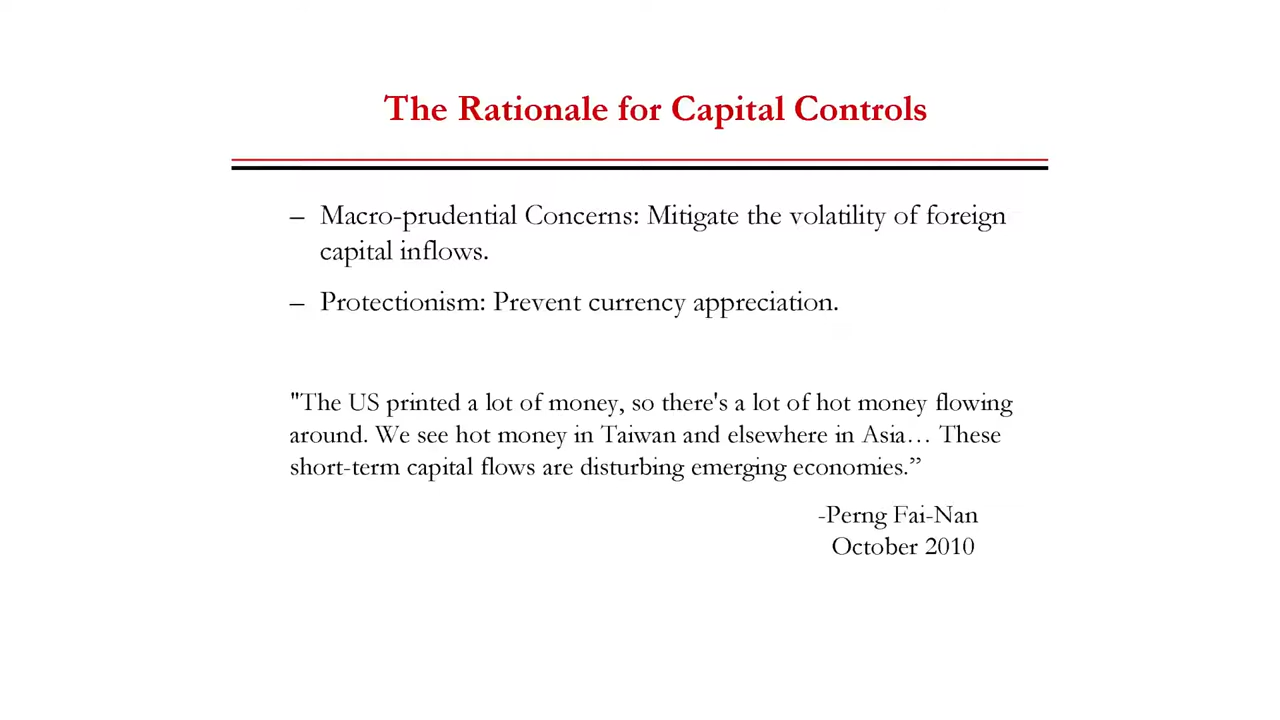 The Rationale for Capital Controls
– Macro-prudential Concerns: Mitigate the volatility of foreign
capital inflows.
– Protectionism: Prevent currency appreciation.
"The US printed a lot of money, so there's a lot of hot money flowing
around. We see hot money in Taiwan and elsewhere in Asia… These
short-term capital flows are disturbing emerging economies.”
-Perng Fai-Nan
October 2010